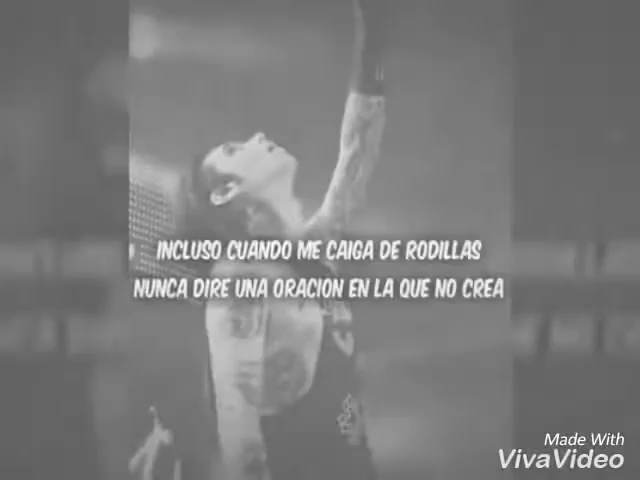 INCLUSO CUANDO ME CAIGA DE RODILLAS
NUNCA DIRE UNA ORACION EN LA QUE NO CREA
Made With
VivaVideo